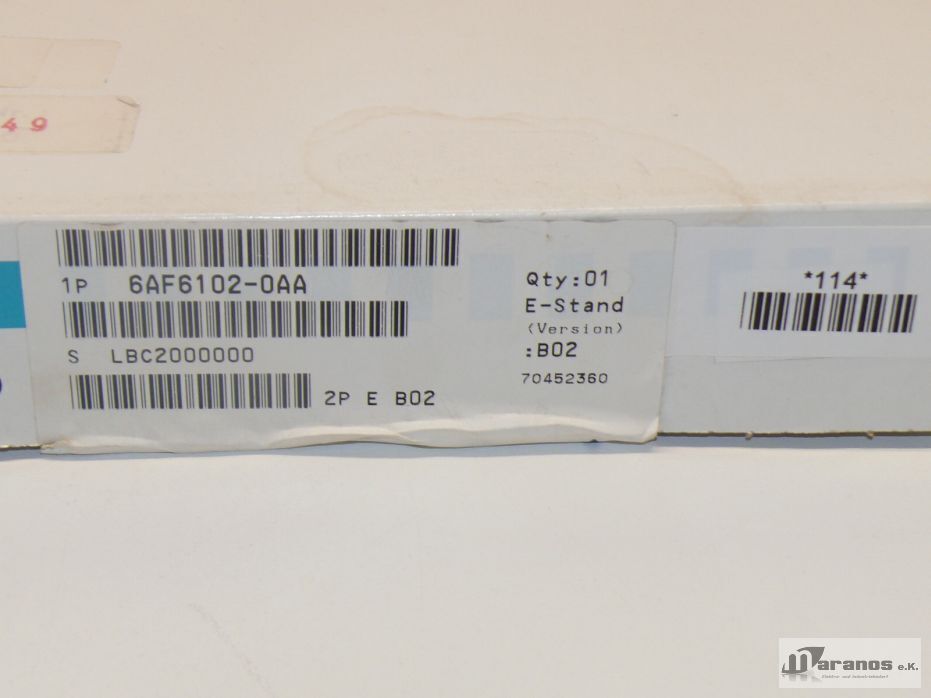 49
1P 6AF6102-0AA
S LBC2000000
2P E B02
Qty:01
E-Stand
(Version)
:B02
70452360
*114*
Maranos e.K.